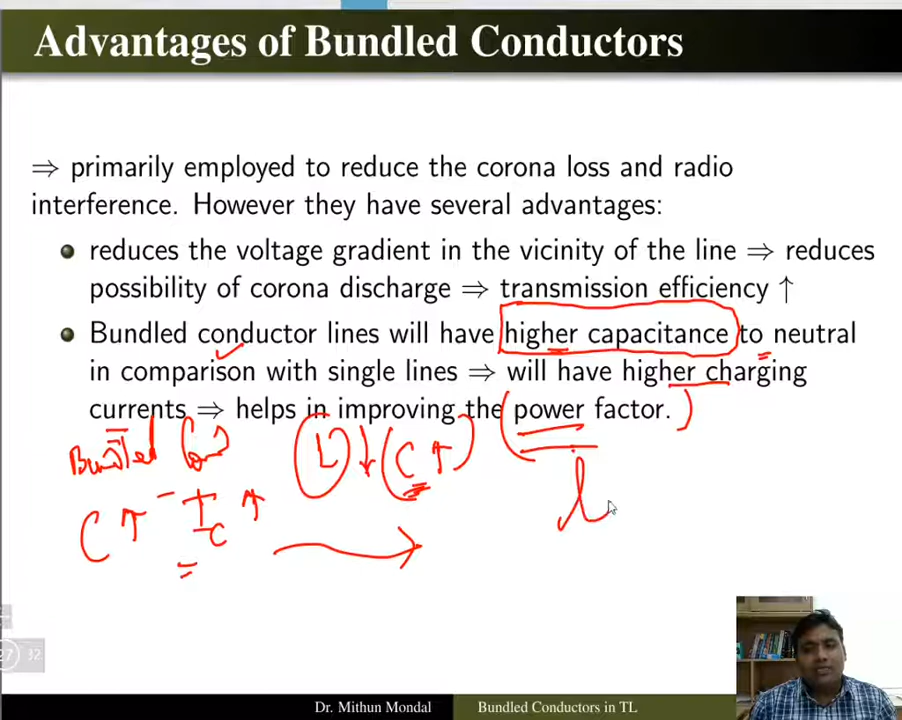 Advantages of Bundled Conductors
⇒ primarily employed to reduce the corona loss and radio
interference. However they have several advantages:
reduces the voltage gradient in the vicinity of the line ⇒ reduces
possibility of corona discharge ⇒ transmission efficiency ↑
Bundled conductor lines will have higher capacitance to neutral
in comparison with single lines ⇒ will have higher charging
currents ⇒ helps in improving the power factor.
Bundled Cond L ↓ C ↑
C ↑ I_C ↑
27 32
Dr. Mithun Mondal Bundled Conductors in TL